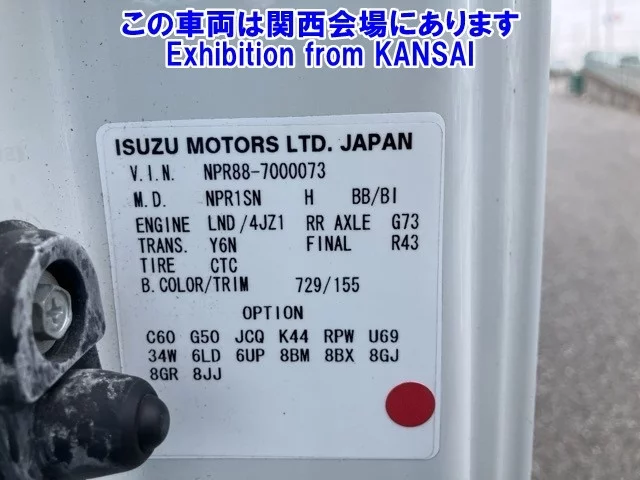 この車両は関西会場にあります
Exhibition from KANSAI
ISUZU MOTORS LTD. JAPAN
V.I.N. NPR88-7000073
M.D. NPR1SN H BB/BI
ENGINE LND/4JZ1 RR AXLE G73
TRANS. Y6N FINAL R43
TIRE CTC
B.COLOR/TRIM 729/155
OPTION
C60 G50 JCQ K44 RPW U69
34W 6LD 6UP 8BM 8BX 8GJ
8GR 8JJ